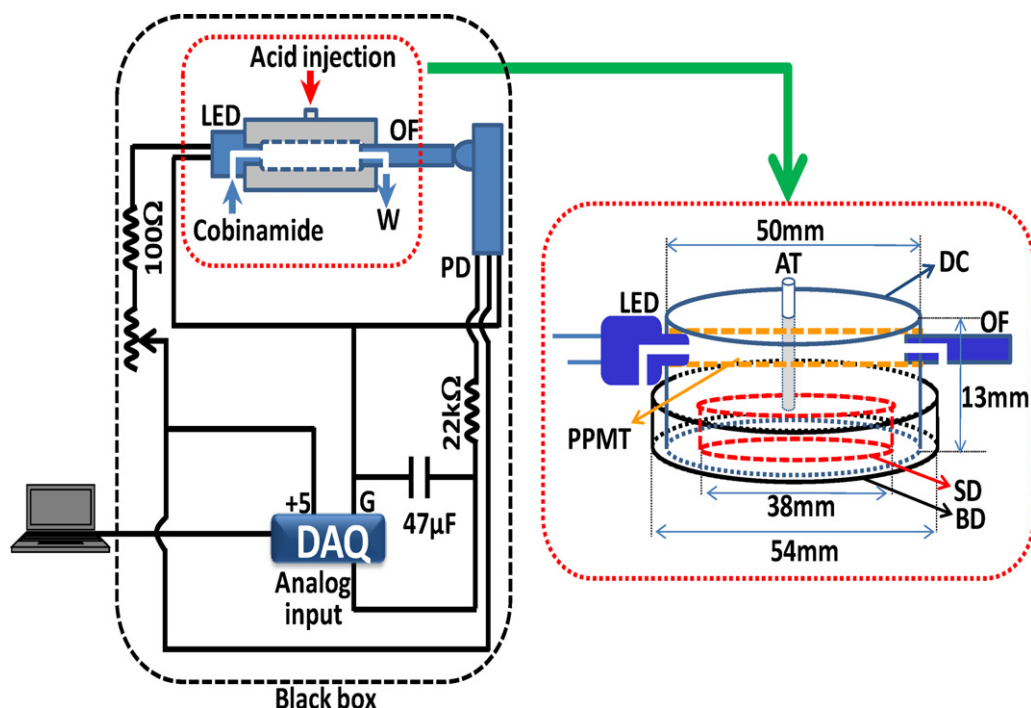 Acid injection
LED
OF
Cobinamide
W
100Ω
PD
22kΩ
+5
G
47µF
DAQ
Analog
input
Black box
50mm
AT
DC
LED
OF
13mm
PPMT
SD
38mm
BD
54mm